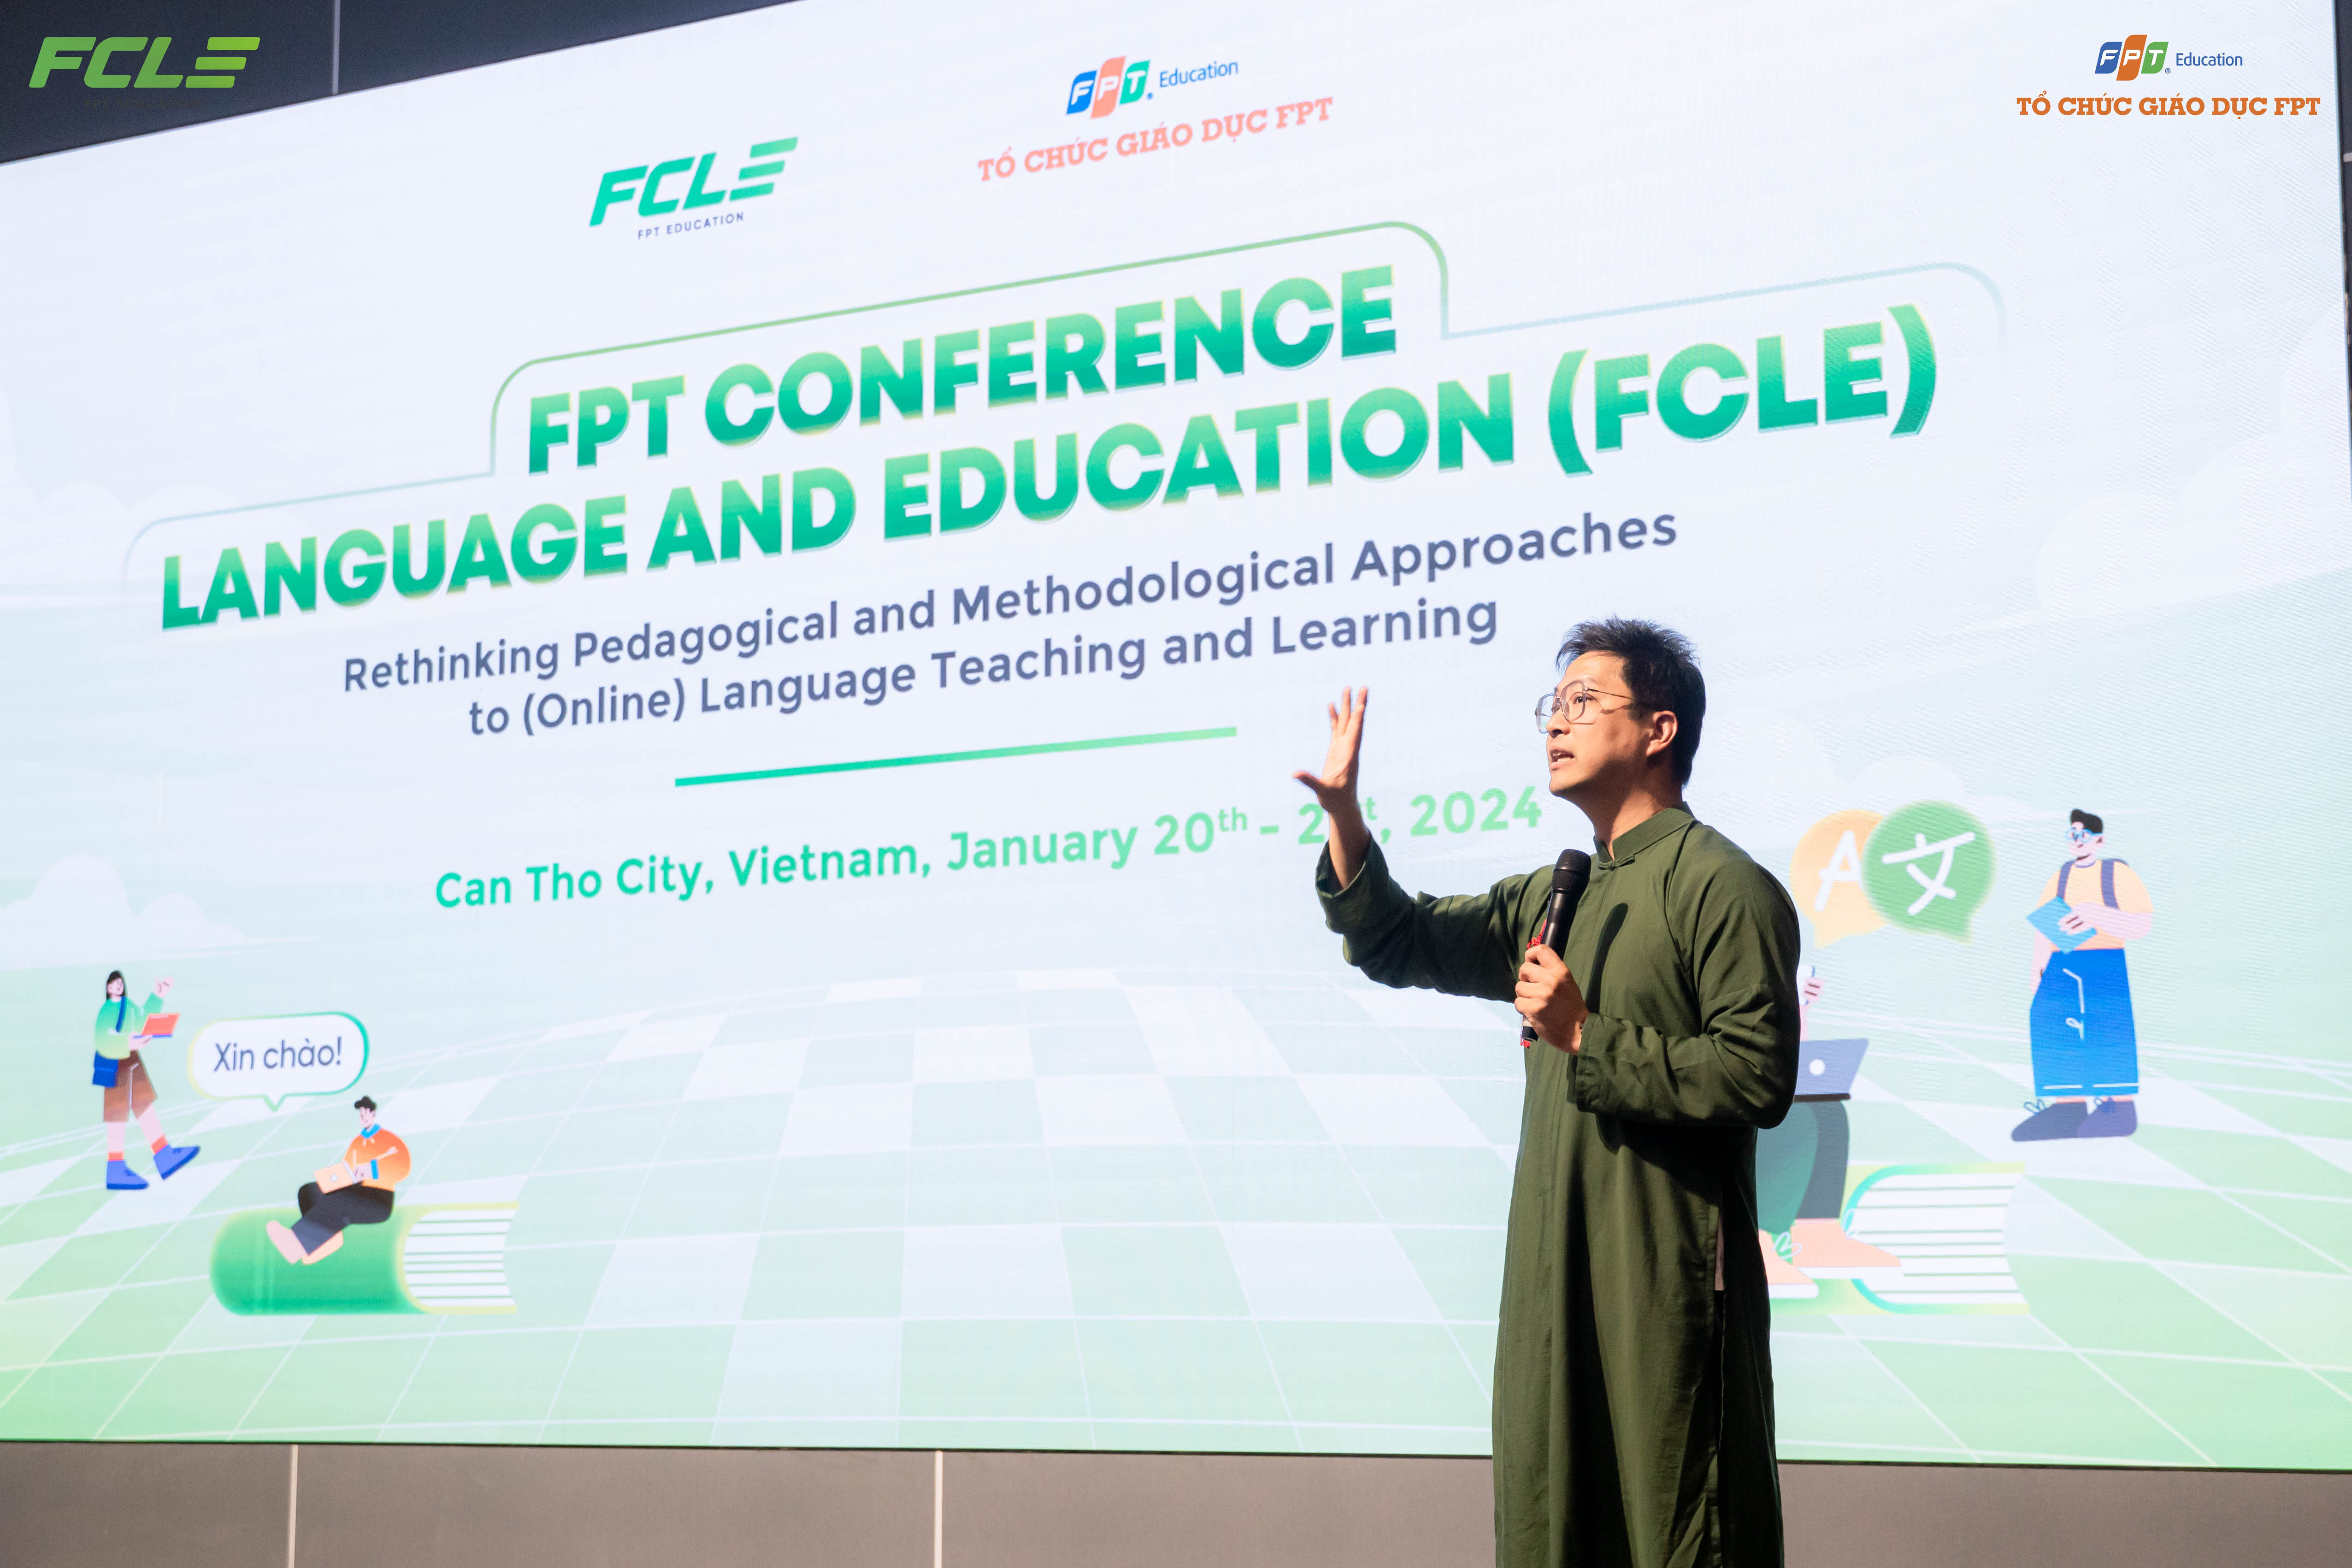 FCLE
FPT Education
TỔ CHỨC GIÁO DỤC FPT
FPT Education
TỔ CHỨC GIÁO DỤC FPT
FCLE
FPT EDUCATION
FPT CONFERENCE
LANGUAGE AND EDUCATION (FCLE)
Rethinking Pedagogical and Methodological Approaches
to (Online) Language Teaching and Learning
Can Tho City, Vietnam, January 20th - 2 t, 2024
A 文
Xin chào!